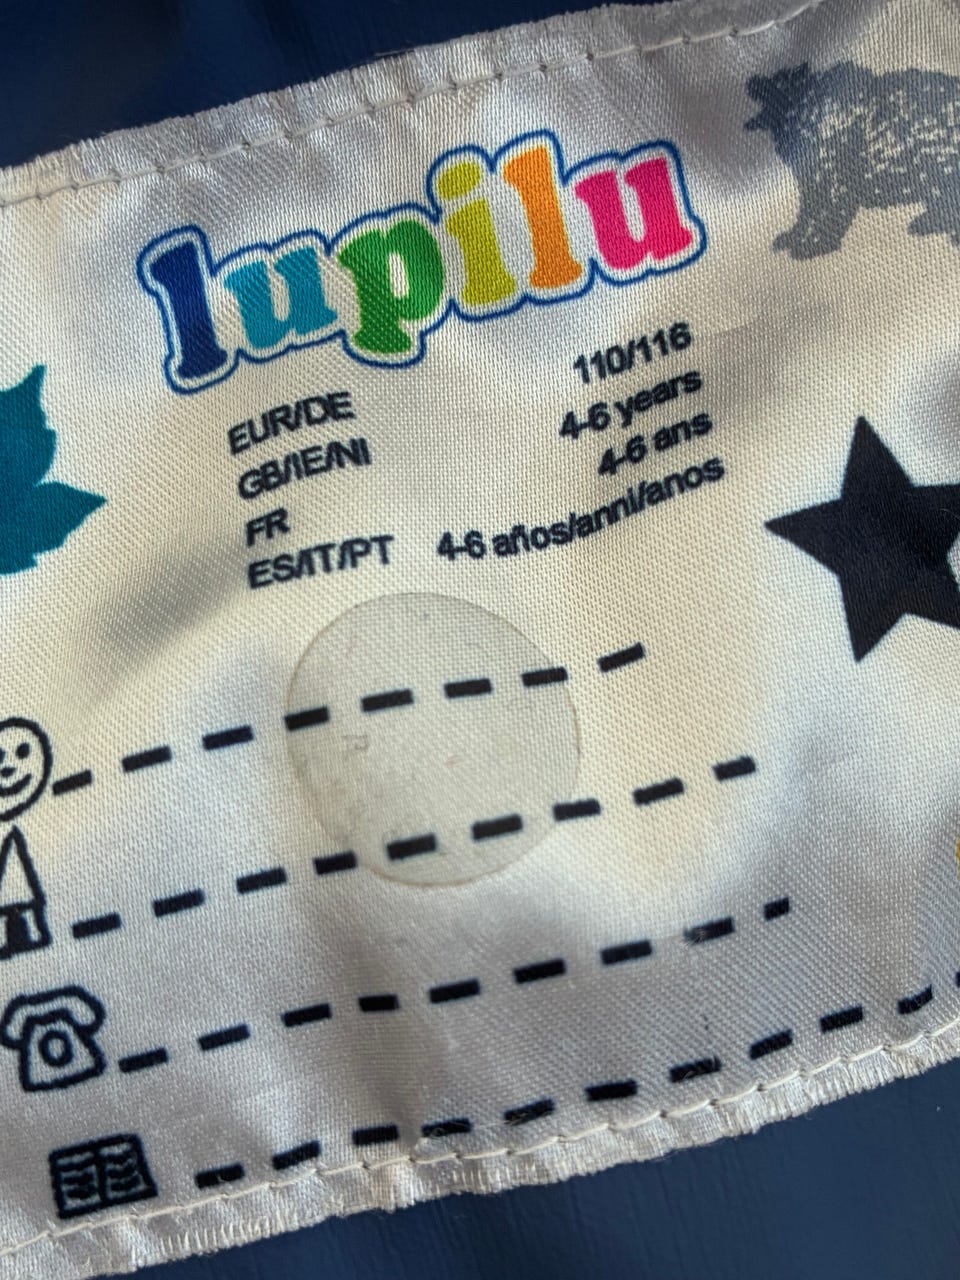 lupilu
EUR/DE 110/116
GB/IE/NI 4-6 years
FR 4-6 ans
ES/IT/PT 4-6 años/anni/anos